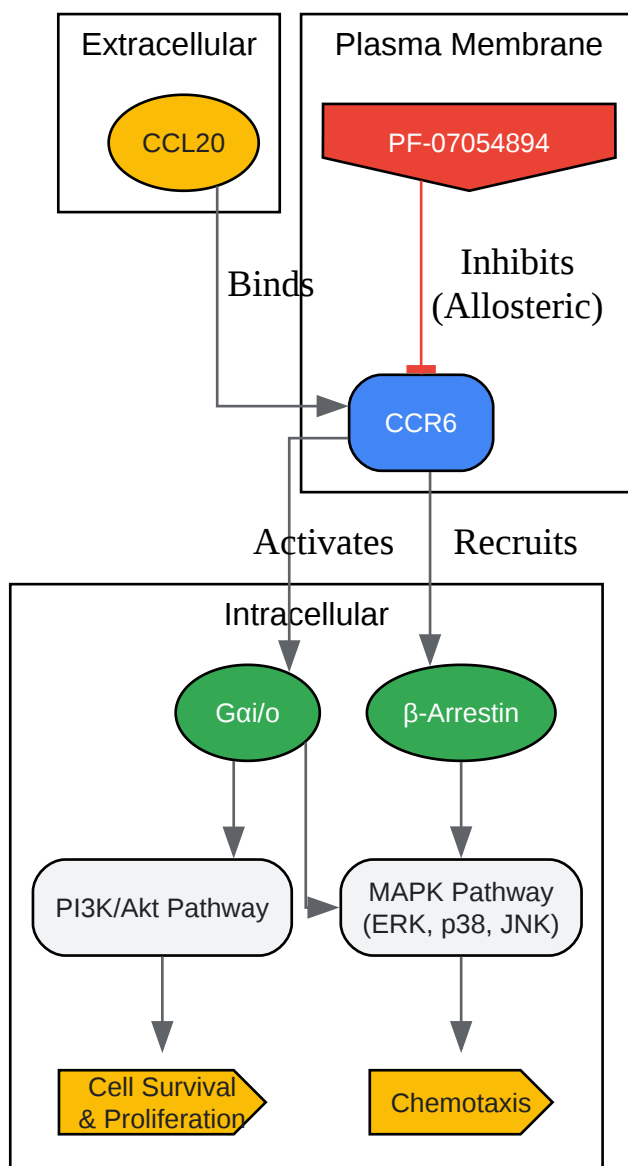 Extracellular
Plasma Membrane
CCL20
PF-07054894
Binds
Inhibits
(Allosteric)
CCR6
Activates
Recruits
Intracellular
Gαi/o
β-Arrestin
PI3K/Akt Pathway
MAPK Pathway
(ERK, p38, JNK)
Cell Survival
& Proliferation
Chemotaxis